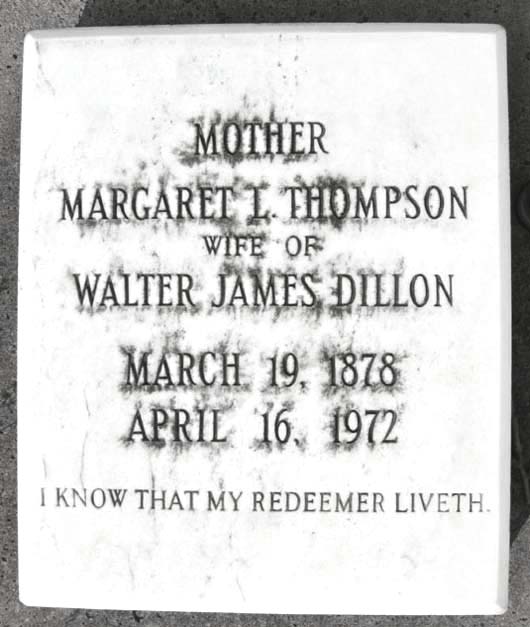 MOTHER
MARGARET L. THOMPSON
WIFE OF
WALTER JAMES DILLON
MARCH 19, 1878
APRIL 16, 1972
I KNOW THAT MY REDEEMER LIVETH.